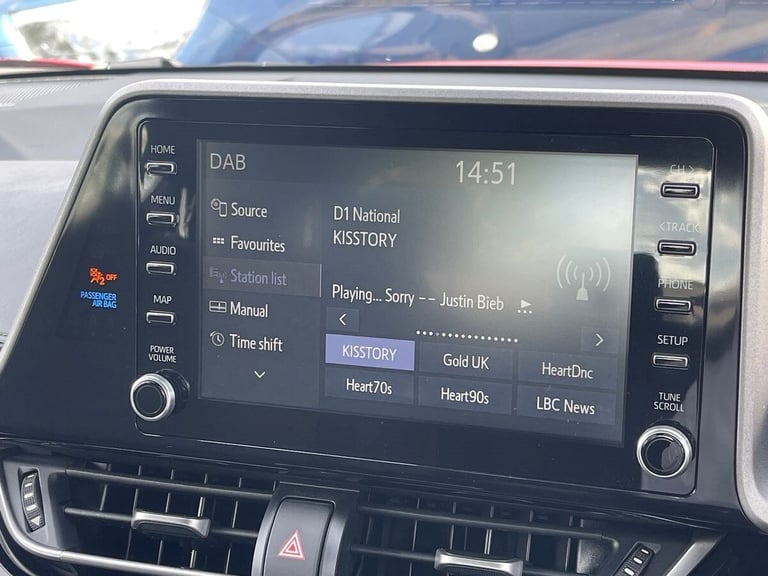 HOME
MENU
AUDIO
MAP
POWER
VOLUME
2 OFF
PASSENGER
AIR BAG
DAB
14:51
Source
Favourites
Station list
Manual
Time shift
D1 National
KISSTORY
Playing... Sorry -- Justin Bieb
KISSTORY
Gold UK
HeartDnc
Heart70s
Heart90s
LBC News
CH >
< TRACK
PHONE
SETUP
TUNE
SCROLL